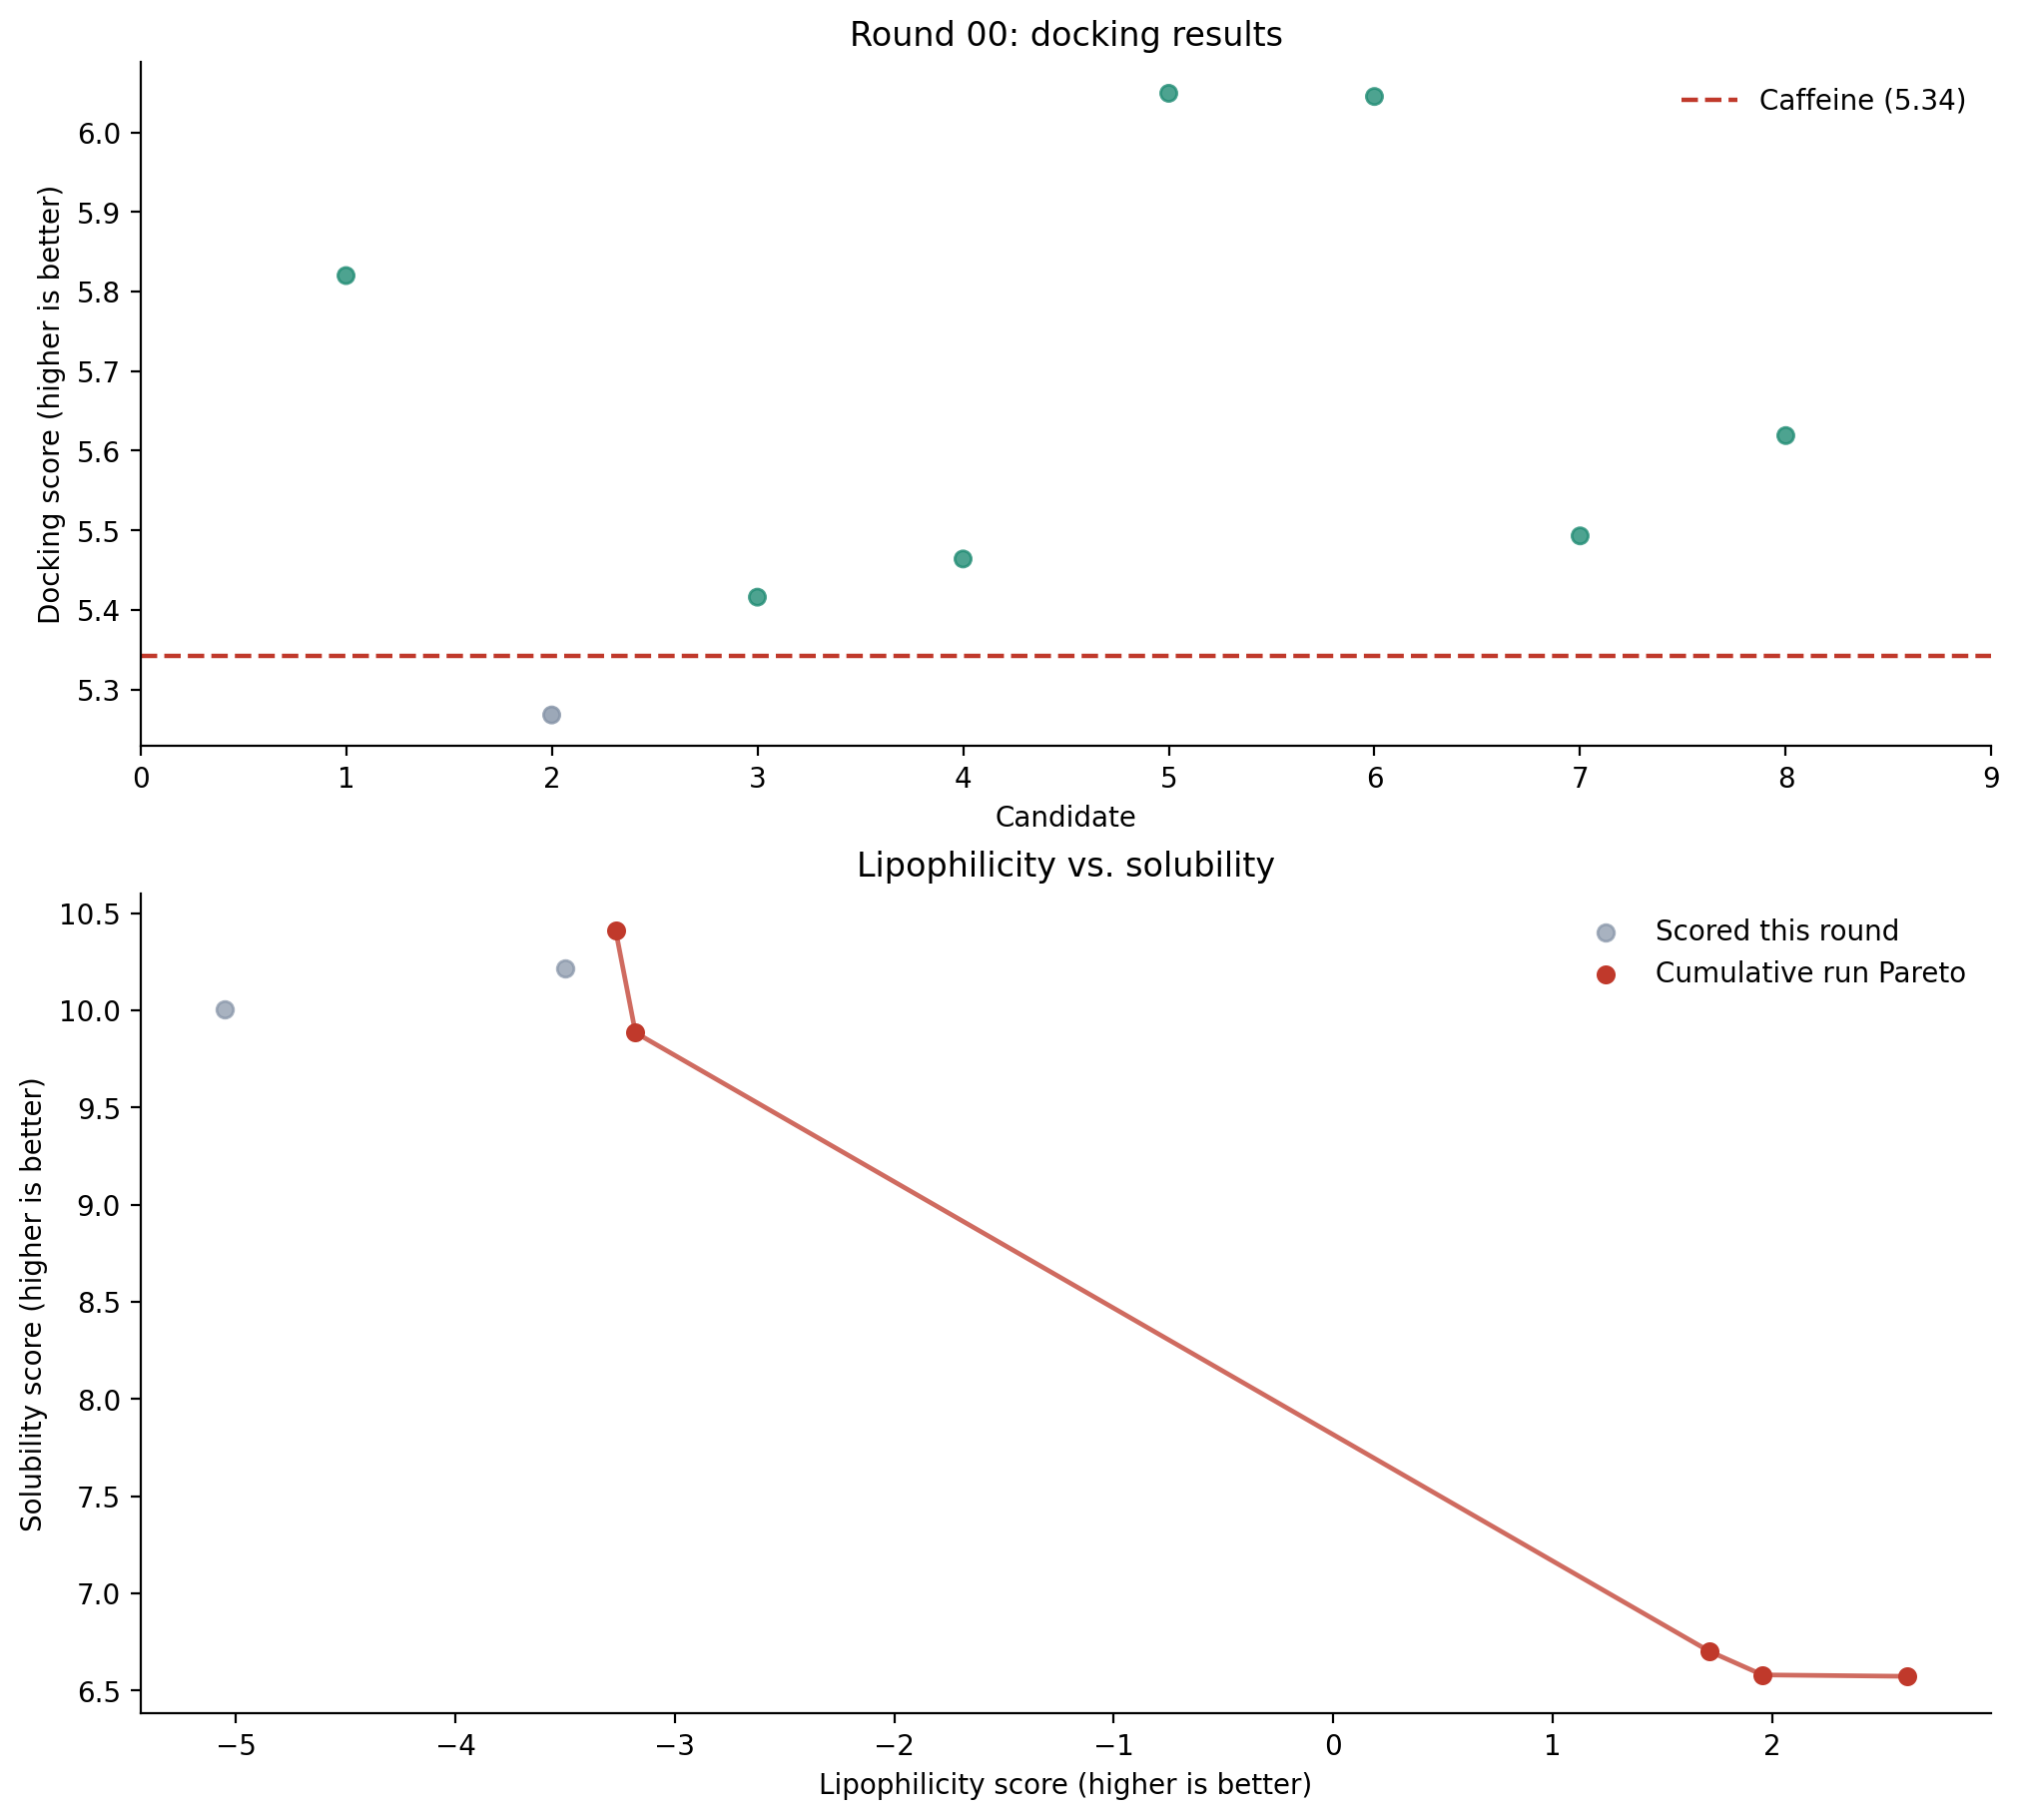 Round 00: docking results
Docking score (higher is better)
6.0
5.9
5.8
5.7
5.6
5.5
5.4
5.3
Caffeine (5.34)
0 1 2 3 4 5 6 7 8 9
Candidate
Lipophilicity vs. solubility
Solubility score (higher is better)
10.5
10.0
9.5
9.0
8.5
8.0
7.5
7.0
6.5
Scored this round
Cumulative run Pareto
−5 −4 −3 −2 −1 0 1 2
Lipophilicity score (higher is better)